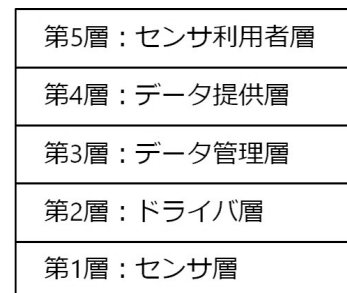 第5層：センサ利用者層
第4層：データ提供層
第3層：データ管理層
第2層：ドライバ層
第1層：センサ層